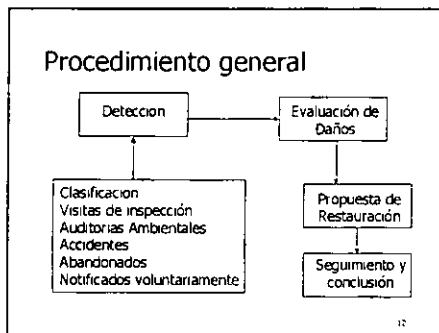 Procedimiento general
Deteccion
Evaluación de
Daños
Clasificacion
Visitas de inspección
Auditorias Ambientales
Accidentes
Abandonados
Notificados voluntariamente
Propuesta de
Restauración
Seguimiento y
conclusión
12